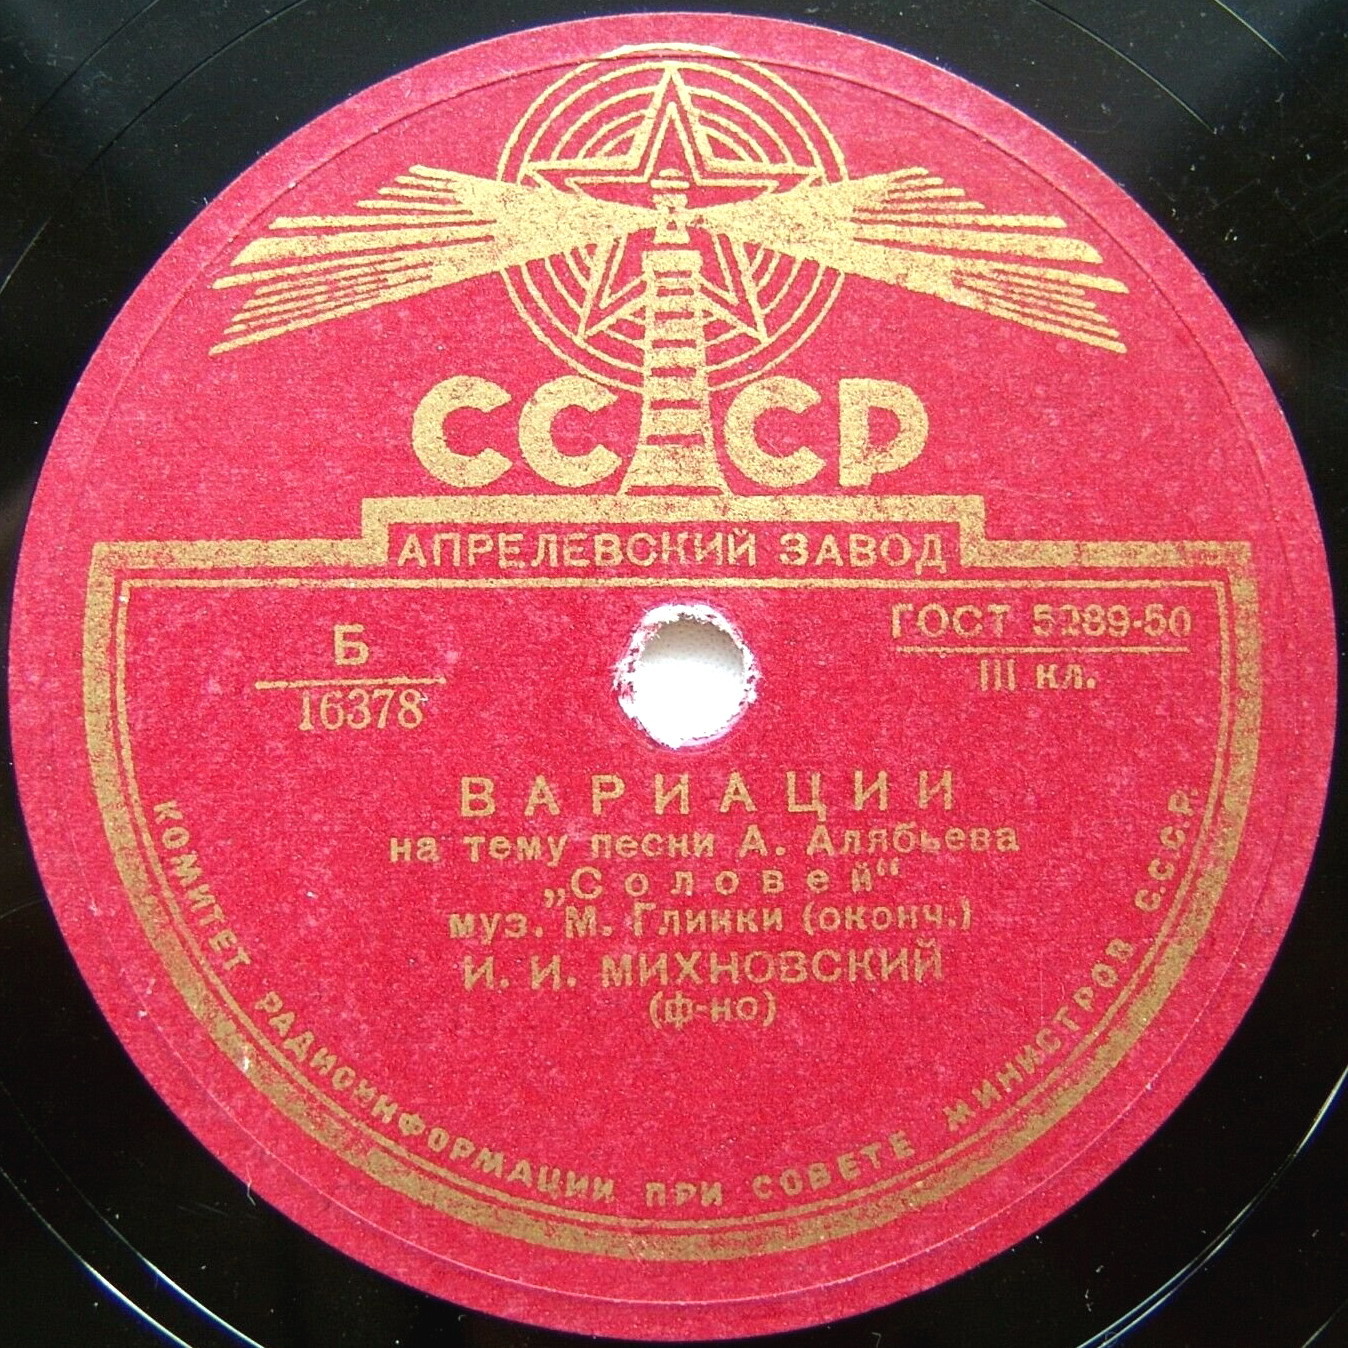 СССР
АПРЕЛЕВСКИЙ ЗАВОД
Б
16378
ГОСТ 5289-50
III кл.
ВАРИАЦИИ
на тему песни А. Алябьева
„Соловей“
муз. М. Глинки (оконч.)
И. И. МИХНОВСКИЙ
(ф-но)
КОМИТЕТ РАДИОИНФОРМАЦИИ ПРИ СОВЕТЕ МИНИСТРОВ С.С.С.Р.